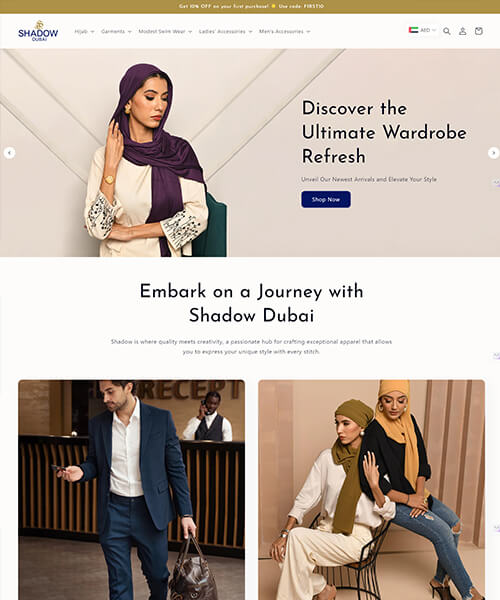 Get 10% OFF on your first purchase! Use code: FIRST10
SHADOW
DUBAI
Hijab
Garments
Modest Swim Wear
Ladies' Accessories
Men's Accessories
AED
Discover the
Ultimate Wardrobe
Refresh
Unveil Our Newest Arrivals and Elevate Your Style
Shop Now
Embark on a Journey with
Shadow Dubai
Shadow is where quality meets creativity, a passionate hub for crafting exceptional apparel that allows
you to express your unique style with every stitch.
RECEPT